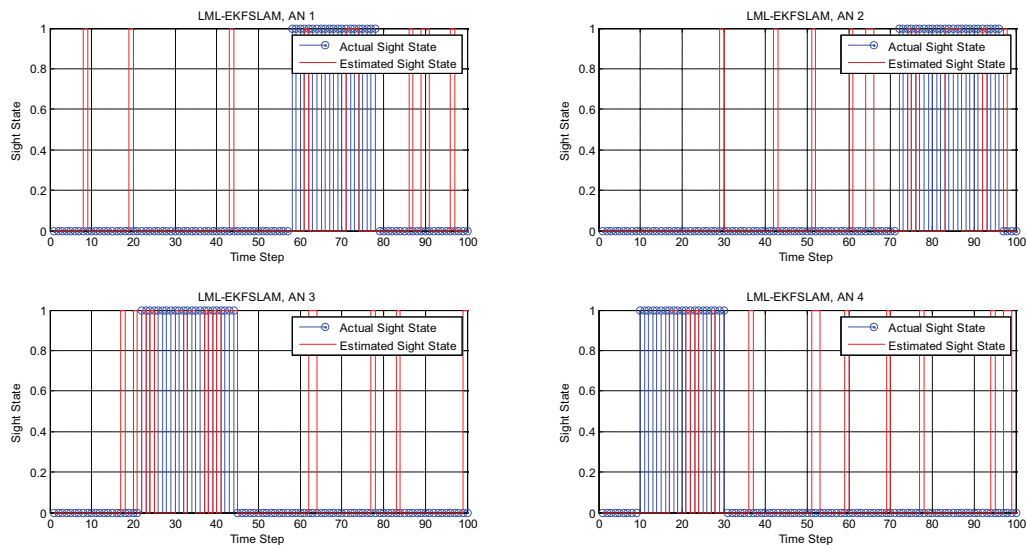 LML-EKFSLAM, AN 1
1
0.8
0.6
0.4
0.2
0
Sight State
0 10 20 30 40 50 60 70 80 90 100
Time Step
Actual Sight State
Estimated Sight State
LML-EKFSLAM, AN 2
1
0.8
0.6
0.4
0.2
0
Sight State
0 10 20 30 40 50 60 70 80 90 100
Time Step
Actual Sight State
Estimated Sight State
LML-EKFSLAM, AN 3
1
0.8
0.6
0.4
0.2
0
Sight State
0 10 20 30 40 50 60 70 80 90 100
Time Step
Actual Sight State
Estimated Sight State
LML-EKFSLAM, AN 4
1
0.8
0.6
0.4
0.2
0
Sight State
0 10 20 30 40 50 60 70 80 90 100
Time Step
Actual Sight State
Estimated Sight State